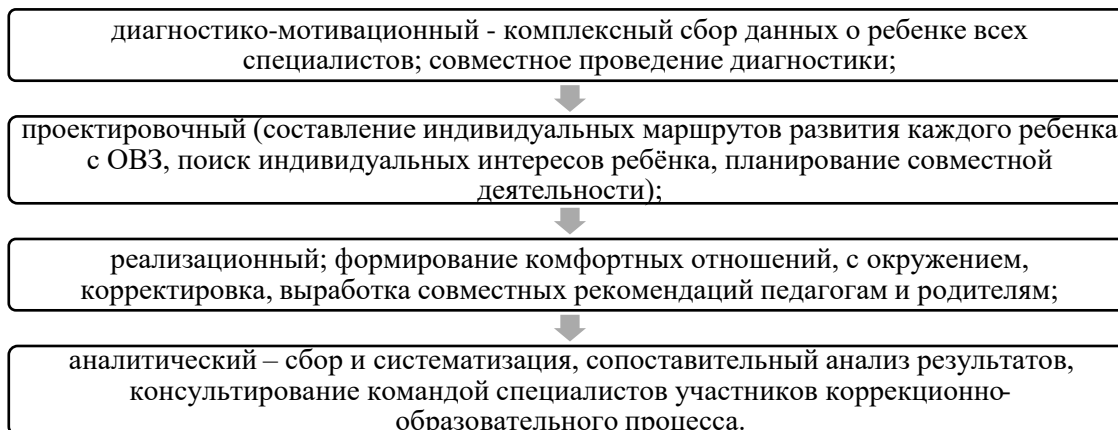 диагностико-мотивационный - комплексный сбор данных о ребенке всех
специалистов; совместное проведение диагностики;
проектировочный (составление индивидуальных маршрутов развития каждого ребенка
с ОВЗ, поиск индивидуальных интересов ребёнка, планирование совместной
деятельности);
реализационный; формирование комфортных отношений, с окружением,
корректировка, выработка совместных рекомендаций педагогам и родителям;
аналитический – сбор и систематизация, сопоставительный анализ результатов,
консультирование командой специалистов участников коррекционно-
образовательного процесса.